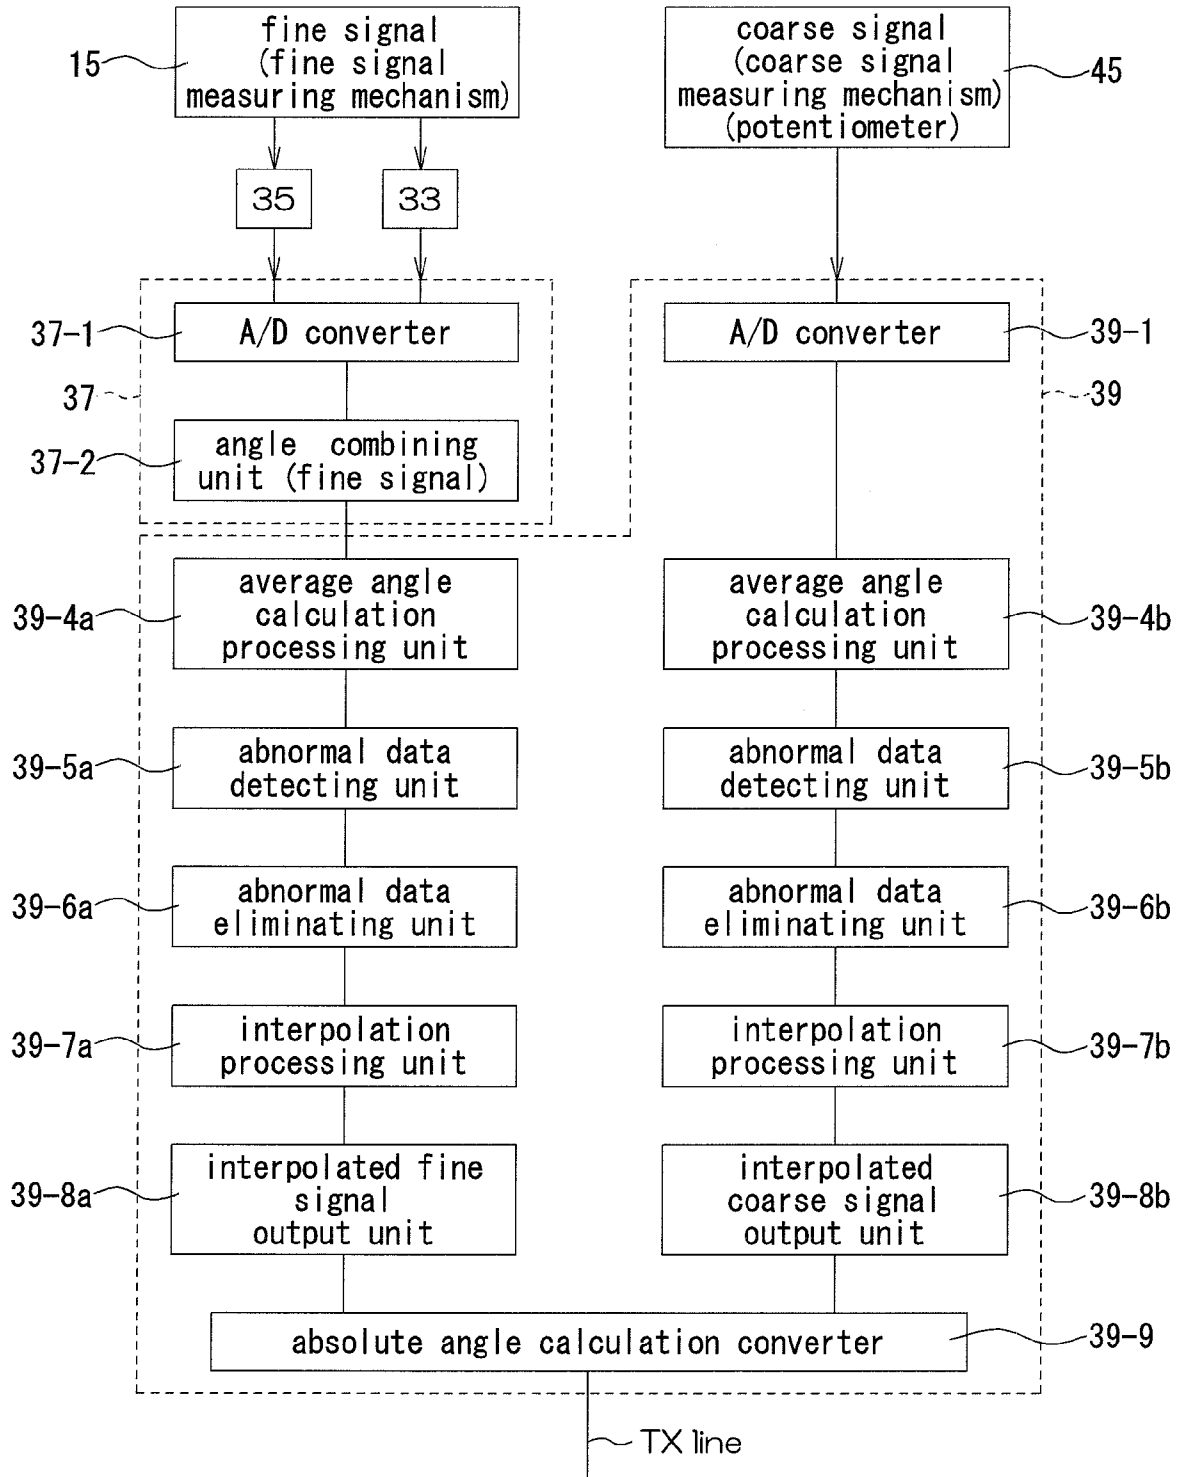 fine signal
(fine signal
measuring mechanism)
15
coarse signal
(coarse signal
measuring mechanism)
(potentiometer)
45
35
33
37-1
A/D converter
A/D converter
39-1
37
39
37-2
angle combining
unit (fine signal)
39-4a
average angle
calculation
processing unit
average angle
calculation
processing unit
39-4b
39-5a
abnormal data
detecting unit
abnormal data
detecting unit
39-5b
39-6a
abnormal data
eliminating unit
abnormal data
eliminating unit
39-6b
39-7a
interpolation
processing unit
interpolation
processing unit
39-7b
39-8a
interpolated fine
signal
output unit
interpolated
coarse signal
output unit
39-8b
absolute angle calculation converter
39-9
TX line